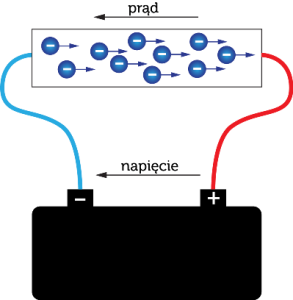 prąd
napięcie
− +